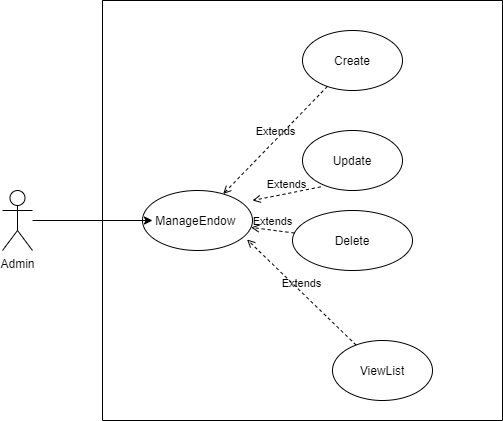 Create
Extends
Update
Extends
ManageEndow
Extends
Delete
Admin
Extends
ViewList